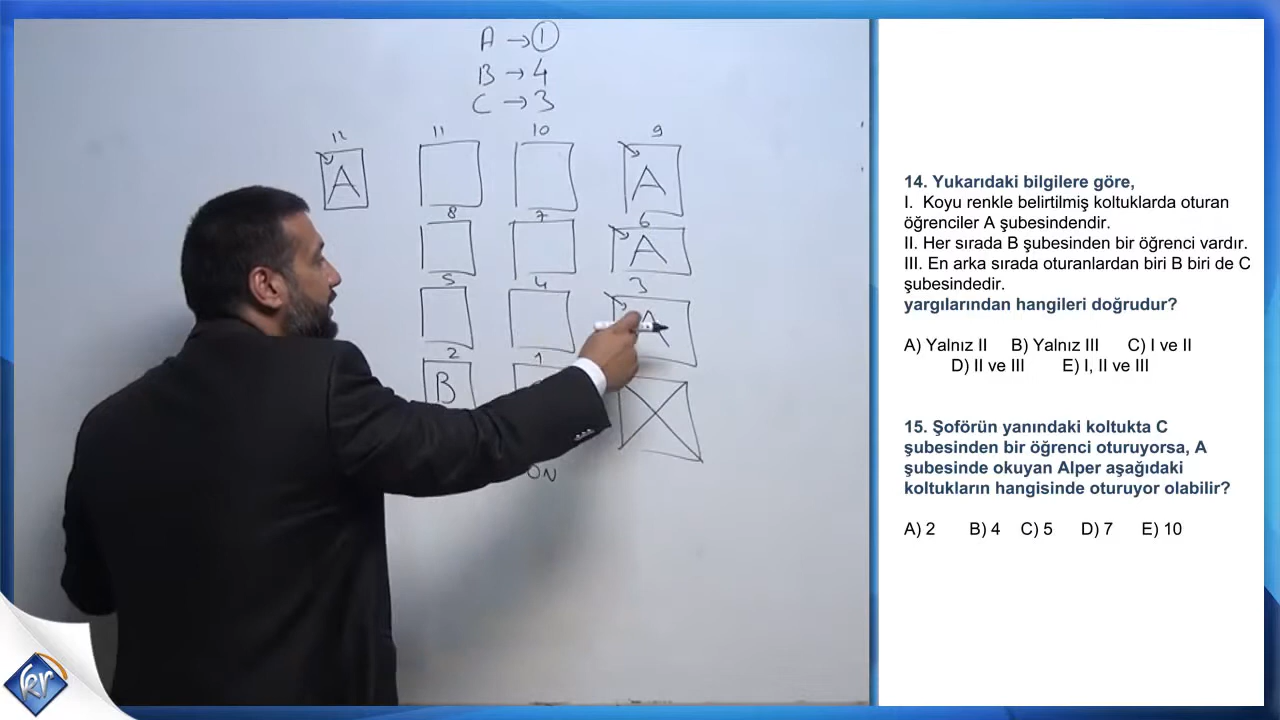 A → 1
B → 4
C → 3
12 11 10 9
A A
8 7 6
A
5 4 3
A
2 1
B
ÖN
14. Yukarıdaki bilgilere göre,
I. Koyu renkle belirtilmiş koltuklarda oturan
öğrenciler A şubesindendir.
II. Her sırada B şubesinden bir öğrenci vardır.
III. En arka sırada oturanlardan biri B biri de C
şubesindedir.
yargılarından hangileri doğrudur?
A) Yalnız II B) Yalnız III C) I ve II
D) II ve III E) I, II ve III
15. Şoförün yanındaki koltukta C
şubesinden bir öğrenci oturuyorsa, A
şubesinde okuyan Alper aşağıdaki
koltukların hangisinde oturuyor olabilir?
A) 2 B) 4 C) 5 D) 7 E) 10
kr